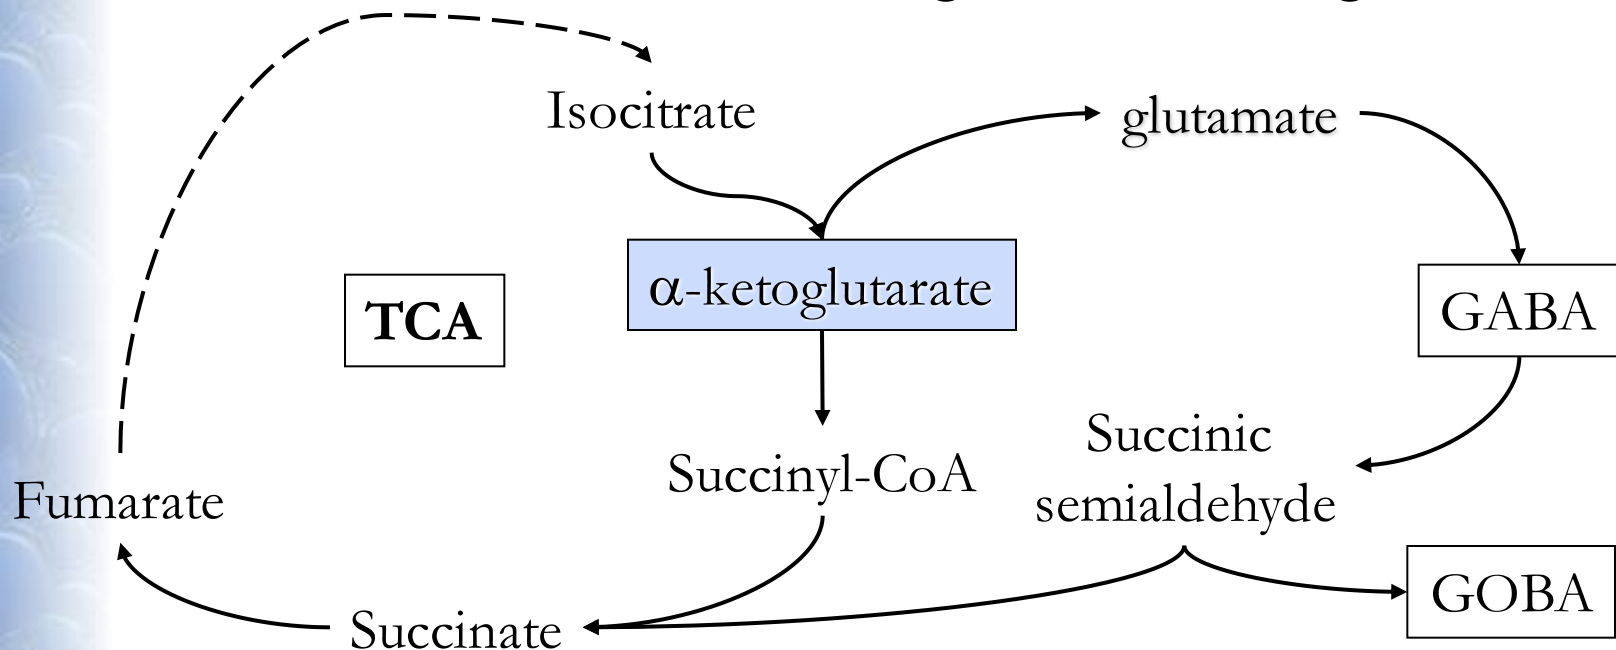 Isocitrate
glutamate
α-ketoglutarate
TCA
GABA
Succinic
semialdehyde
Succinyl-CoA
Fumarate
GOBA
Succinate